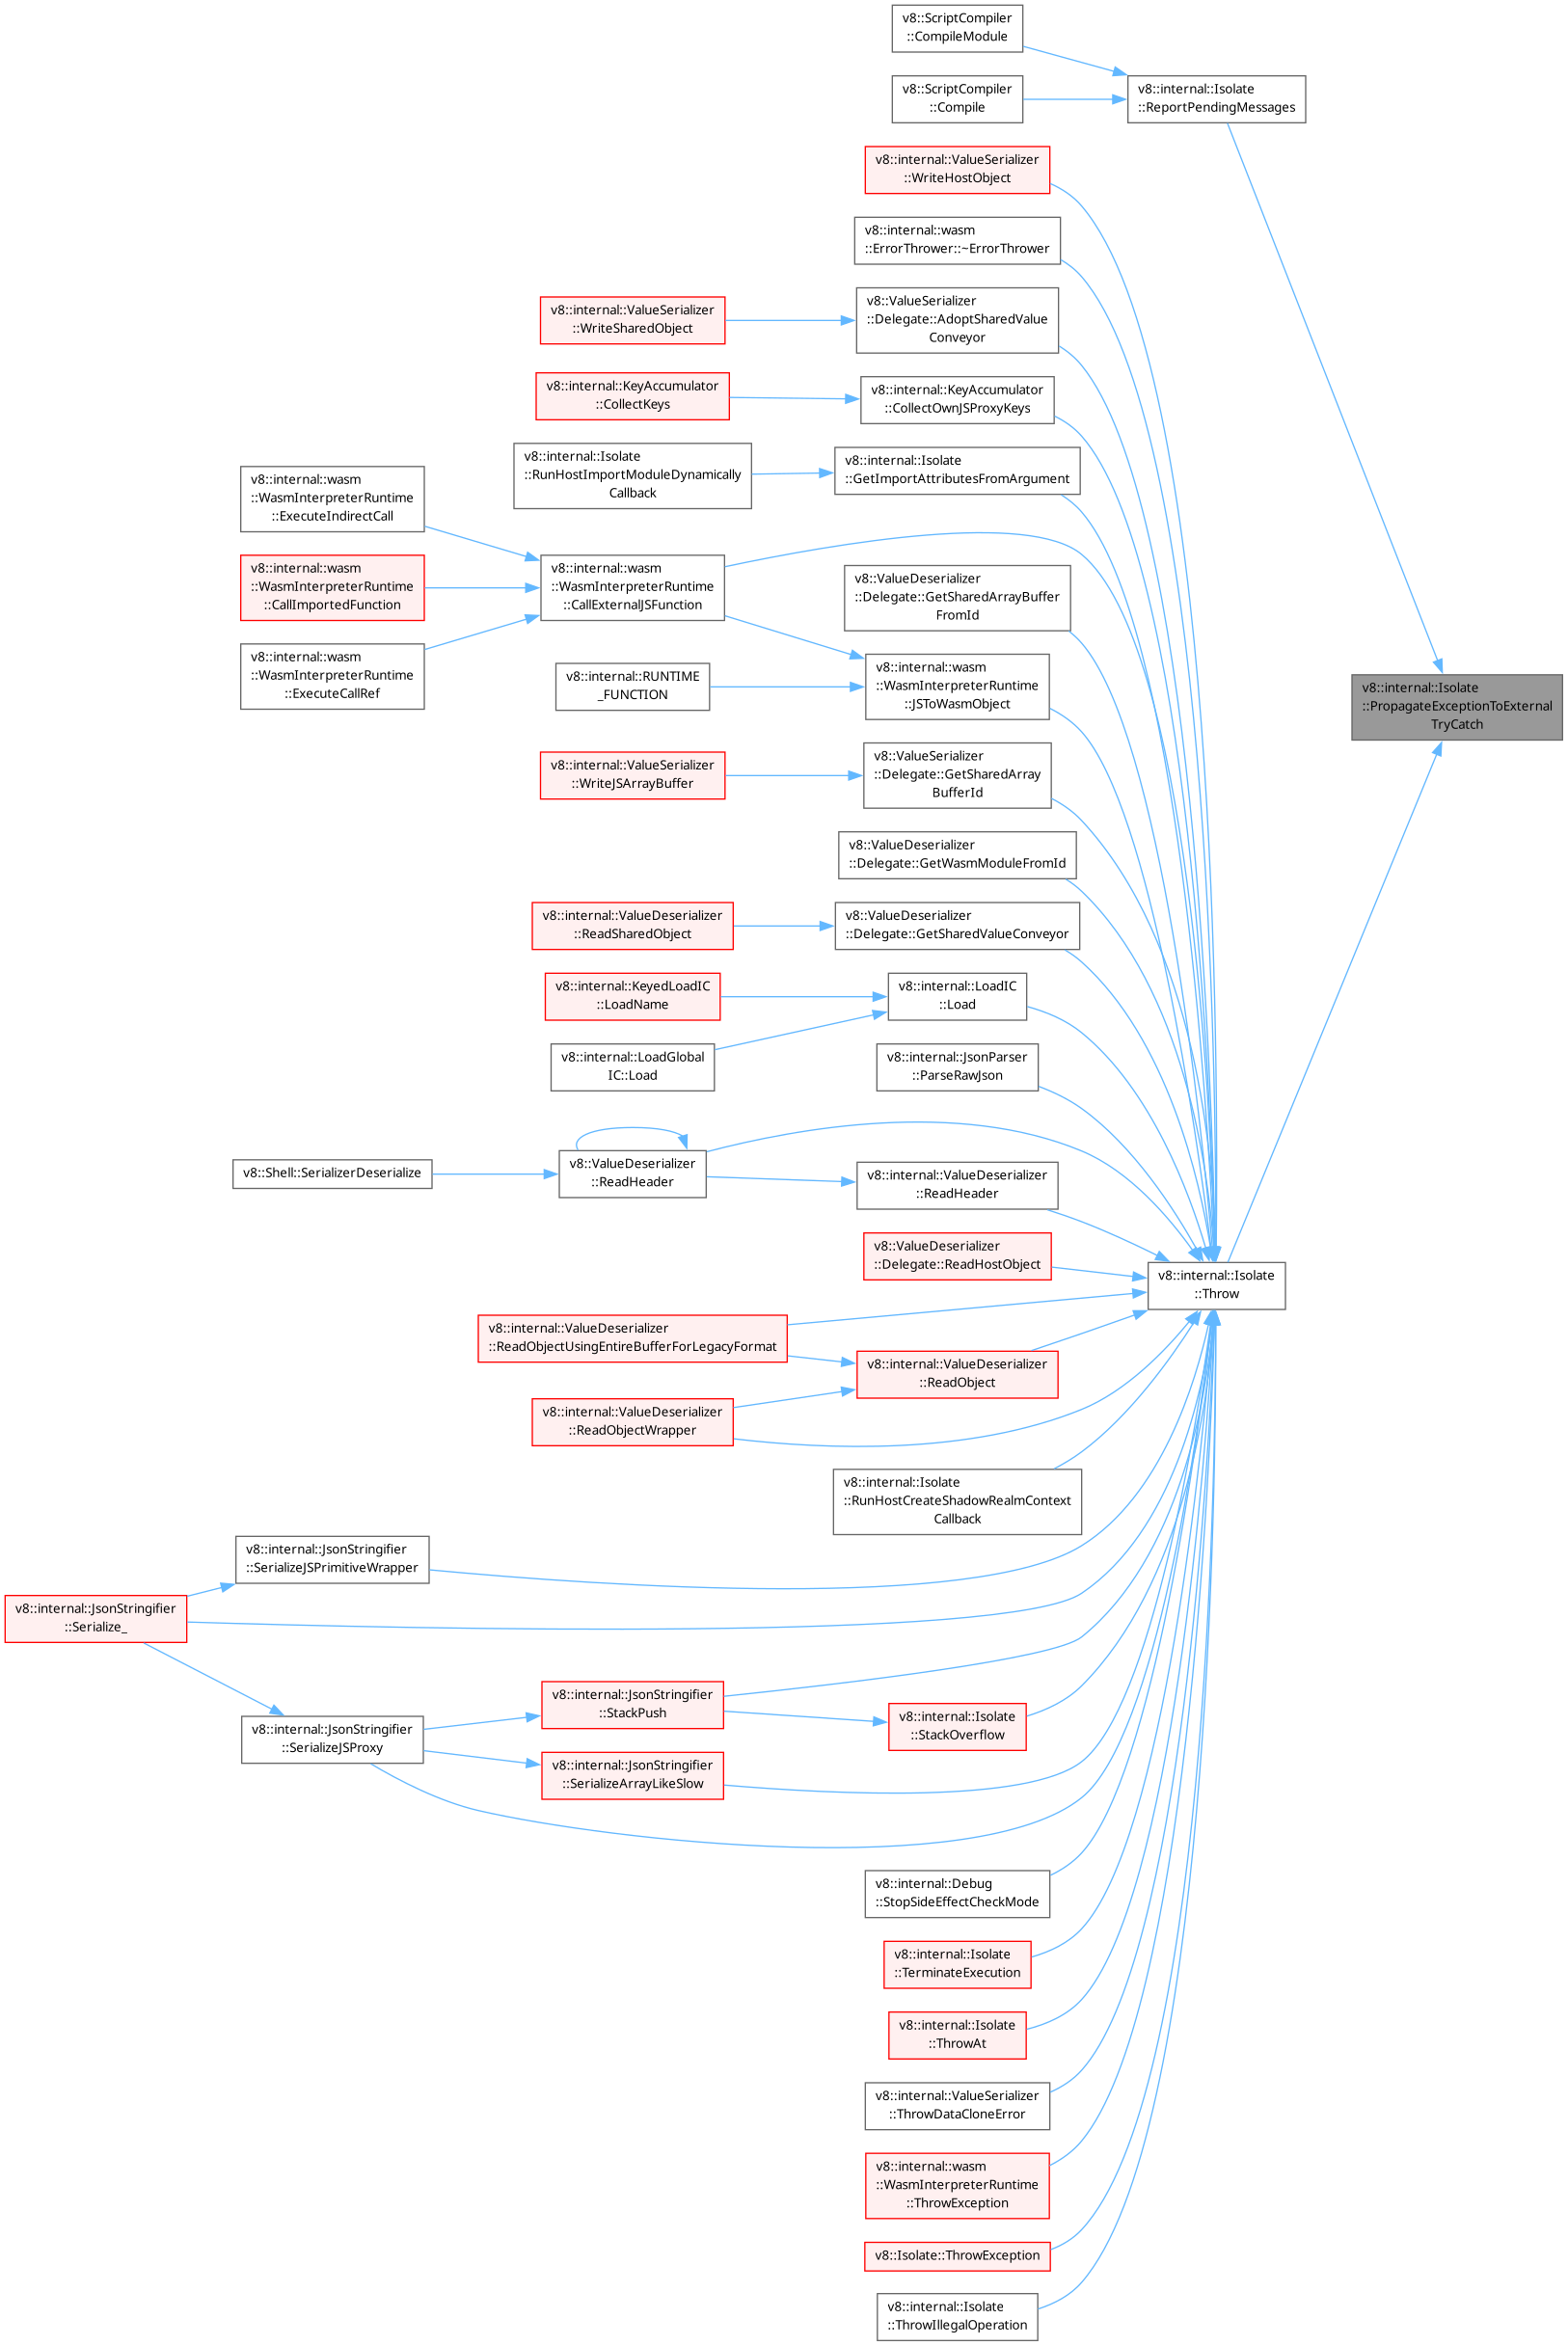 v8::ScriptCompiler
::CompileModule
v8::ScriptCompiler
::Compile
v8::internal::Isolate
::ReportPendingMessages
v8::internal::ValueSerializer
::WriteHostObject
v8::internal::wasm
::ErrorThrower::~ErrorThrower
v8::internal::ValueSerializer
::WriteSharedObject
v8::ValueSerializer
::Delegate::AdoptSharedValue
Conveyor
v8::internal::KeyAccumulator
::CollectKeys
v8::internal::KeyAccumulator
::CollectOwnJSProxyKeys
v8::internal::Isolate
::RunHostImportModuleDynamically
Callback
v8::internal::Isolate
::GetImportAttributesFromArgument
v8::internal::wasm
::WasmInterpreterRuntime
::ExecuteIndirectCall
v8::internal::wasm
::WasmInterpreterRuntime
::CallImportedFunction
v8::internal::wasm
::WasmInterpreterRuntime
::CallExternalJSFunction
v8::ValueDeserializer
::Delegate::GetSharedArrayBuffer
FromId
v8::internal::wasm
::WasmInterpreterRuntime
::ExecuteCallRef
v8::internal::RUNTIME
_FUNCTION
v8::internal::wasm
::WasmInterpreterRuntime
::JSToWasmObject
v8::internal::Isolate
::PropagateExceptionToExternal
TryCatch
v8::internal::ValueSerializer
::WriteJSArrayBuffer
v8::ValueSerializer
::Delegate::GetSharedArray
BufferId
v8::ValueDeserializer
::Delegate::GetWasmModuleFromId
v8::internal::ValueDeserializer
::ReadSharedObject
v8::ValueDeserializer
::Delegate::GetSharedValueConveyor
v8::internal::KeyedLoadIC
::LoadName
v8::internal::LoadIC
::Load
v8::internal::LoadGlobal
IC::Load
v8::internal::JsonParser
::ParseRawJson
v8::Shell::SerializerDeserialize
v8::ValueDeserializer
::ReadHeader
v8::internal::ValueDeserializer
::ReadHeader
v8::ValueDeserializer
::Delegate::ReadHostObject
v8::internal::Isolate
::Throw
v8::internal::ValueDeserializer
::ReadObjectUsingEntireBufferForLegacyFormat
v8::internal::ValueDeserializer
::ReadObject
v8::internal::ValueDeserializer
::ReadObjectWrapper
v8::internal::Isolate
::RunHostCreateShadowRealmContext
Callback
v8::internal::JsonStringifier
::SerializeJSPrimitiveWrapper
v8::internal::JsonStringifier
::Serialize_
v8::internal::JsonStringifier
::StackPush
v8::internal::Isolate
::StackOverflow
v8::internal::JsonStringifier
::SerializeJSProxy
v8::internal::JsonStringifier
::SerializeArrayLikeSlow
v8::internal::Debug
::StopSideEffectCheckMode
v8::internal::Isolate
::TerminateExecution
v8::internal::Isolate
::ThrowAt
v8::internal::ValueSerializer
::ThrowDataCloneError
v8::internal::wasm
::WasmInterpreterRuntime
::ThrowException
v8::Isolate::ThrowException
v8::internal::Isolate
::ThrowIllegalOperation